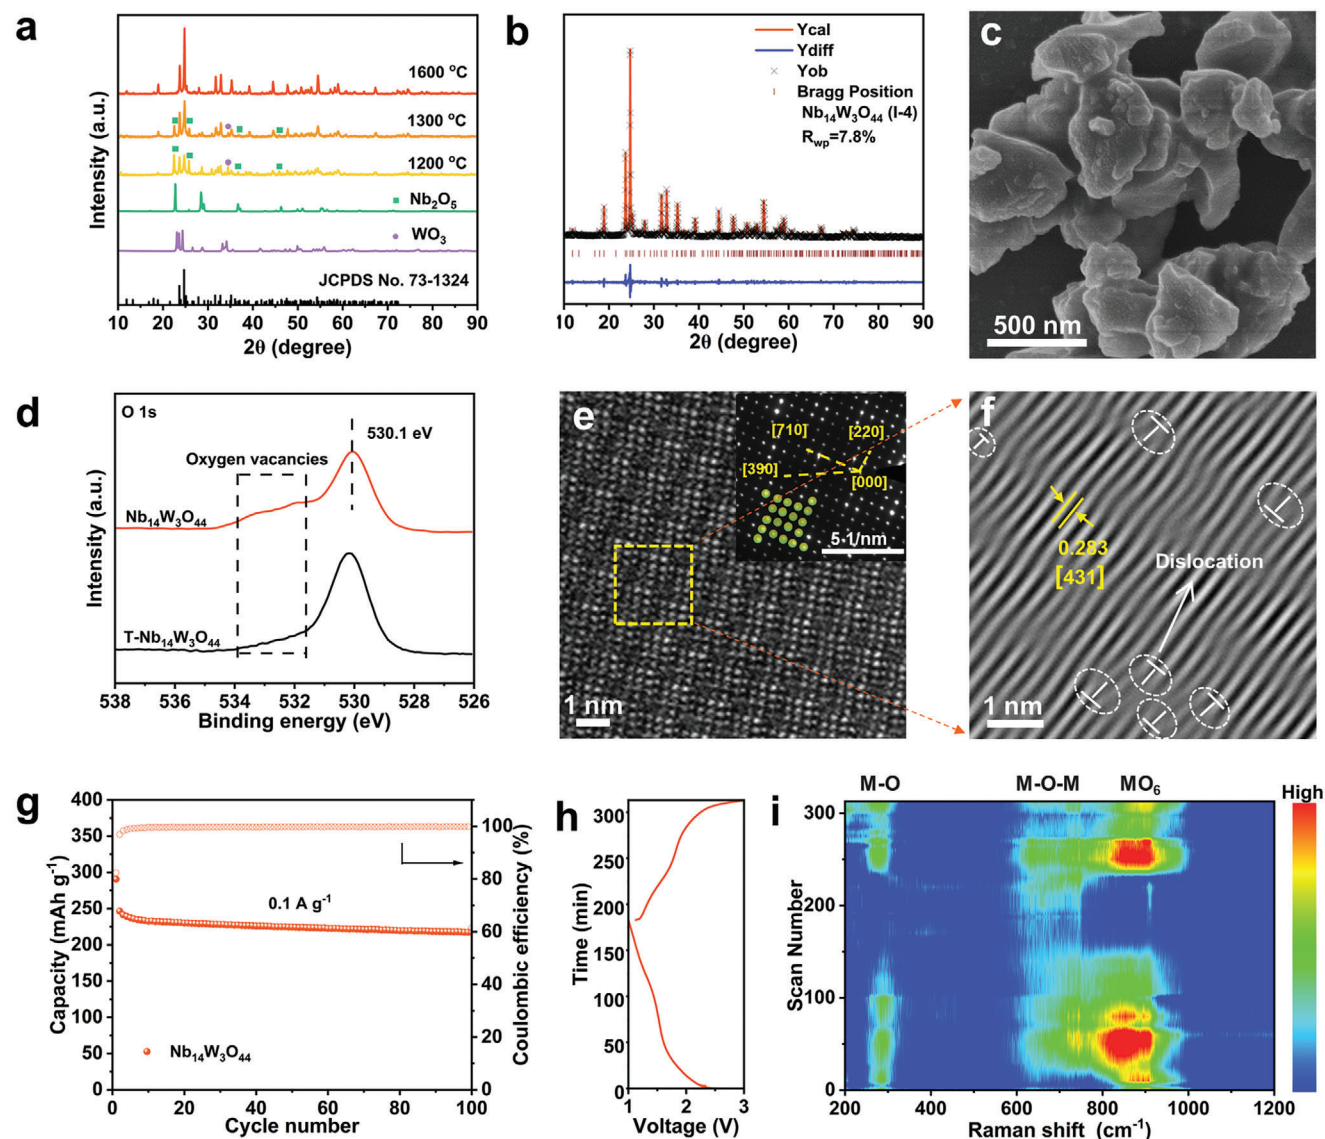 a
1600 °C
1300 °C
1200 °C
Nb₂O₅
WO₃
JCPDS No. 73-1324
Intensity (a.u.)
10 20 30 40 50 60 70 80 90
2θ (degree)
b
Ycal
Ydiff
Yob
Bragg Position
Nb₁₄W₃O₄₄ (I-4)
Rwp=7.8%
10 20 30 40 50 60 70 80 90
2θ (degree)
c
500 nm
d
O 1s
530.1 eV
Oxygen vacancies
Nb₁₄W₃O₄₄
T-Nb₁₄W₃O₄₄
Intensity (a.u.)
538 536 534 532 530 528 526
Binding energy (eV)
e
[710]
[220]
[390]
[000]
5 1/nm
1 nm
f
0.283
[431]
Dislocation
1 nm
g
400
350
300
250
200
150
100
50
0
Capacity (mAh g⁻¹)
0.1 A g⁻¹
Nb₁₄W₃O₄₄
100
80
60
40
20
0
Coulombic efficiency (%)
0 20 40 60 80 100
Cycle number
h
300
250
200
150
100
50
0
Time (min)
1 2 3
Voltage (V)
i
M-O
M-O-M
MO₆
High
300
200
100
0
Scan Number
200 400 600 800 1000 1200
Raman shift (cm⁻¹)
Low